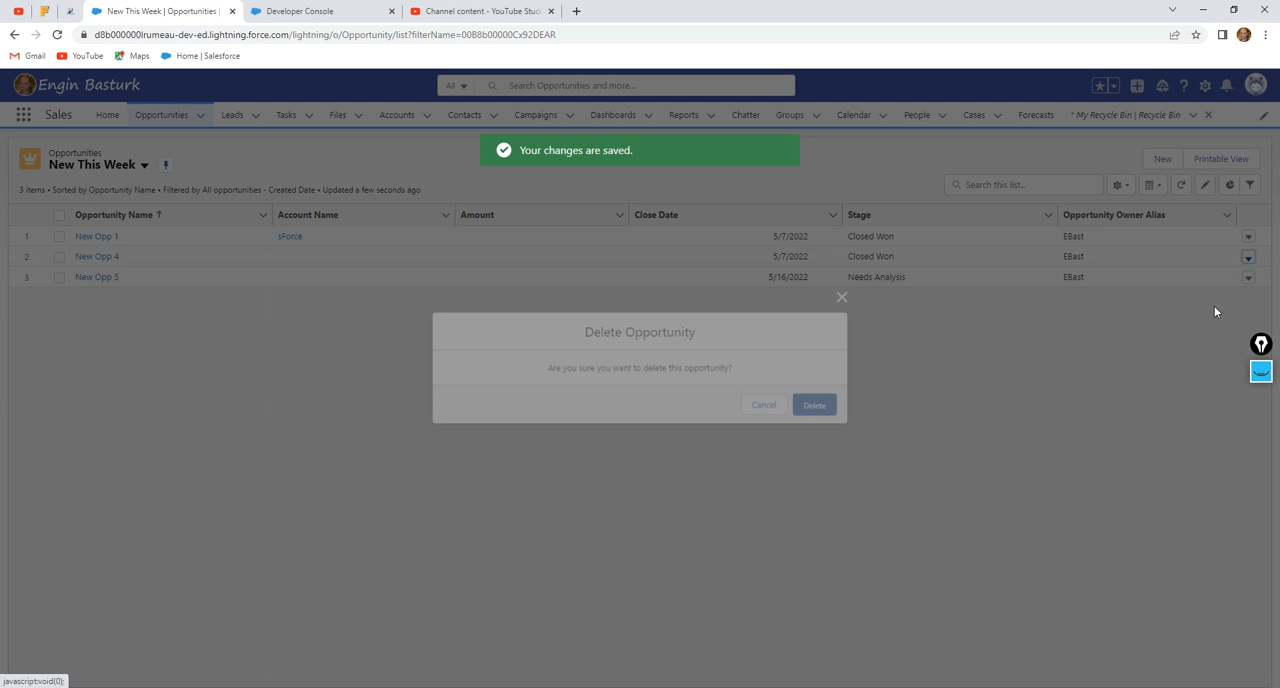 New This Week | Opportunities |
Developer Console
Channel content - YouTube Studi
d8b000000lrumeau-dev-ed.lightning.force.com/lightning/o/Opportunity/list?filterName=00B8b00000Cx92DEAR
Gmail
YouTube
Maps
Home | Salesforce
Engin Basturk
All
Search Opportunities and more...
Sales
Home
Opportunities
Leads
Tasks
Files
Accounts
Contacts
Campaigns
Dashboards
Reports
Chatter
Groups
Calendar
People
Cases
Forecasts
* My Recycle Bin | Recycle Bin
Your changes are saved.
Opportunities
New This Week
New
Printable View
3 items • Sorted by Opportunity Name • Filtered by All opportunities - Created Date • Updated a few seconds ago
Search this list...
Opportunity Name ↑
Account Name
Amount
Close Date
Stage
Opportunity Owner Alias
1 New Opp 1 sForce 5/7/2022 Closed Won EBast
2 New Opp 4 5/7/2022 Closed Won EBast
3 New Opp 5 5/16/2022 Needs Analysis EBast
Delete Opportunity
Are you sure you want to delete this opportunity?
Cancel
Delete
javascript:void(0);